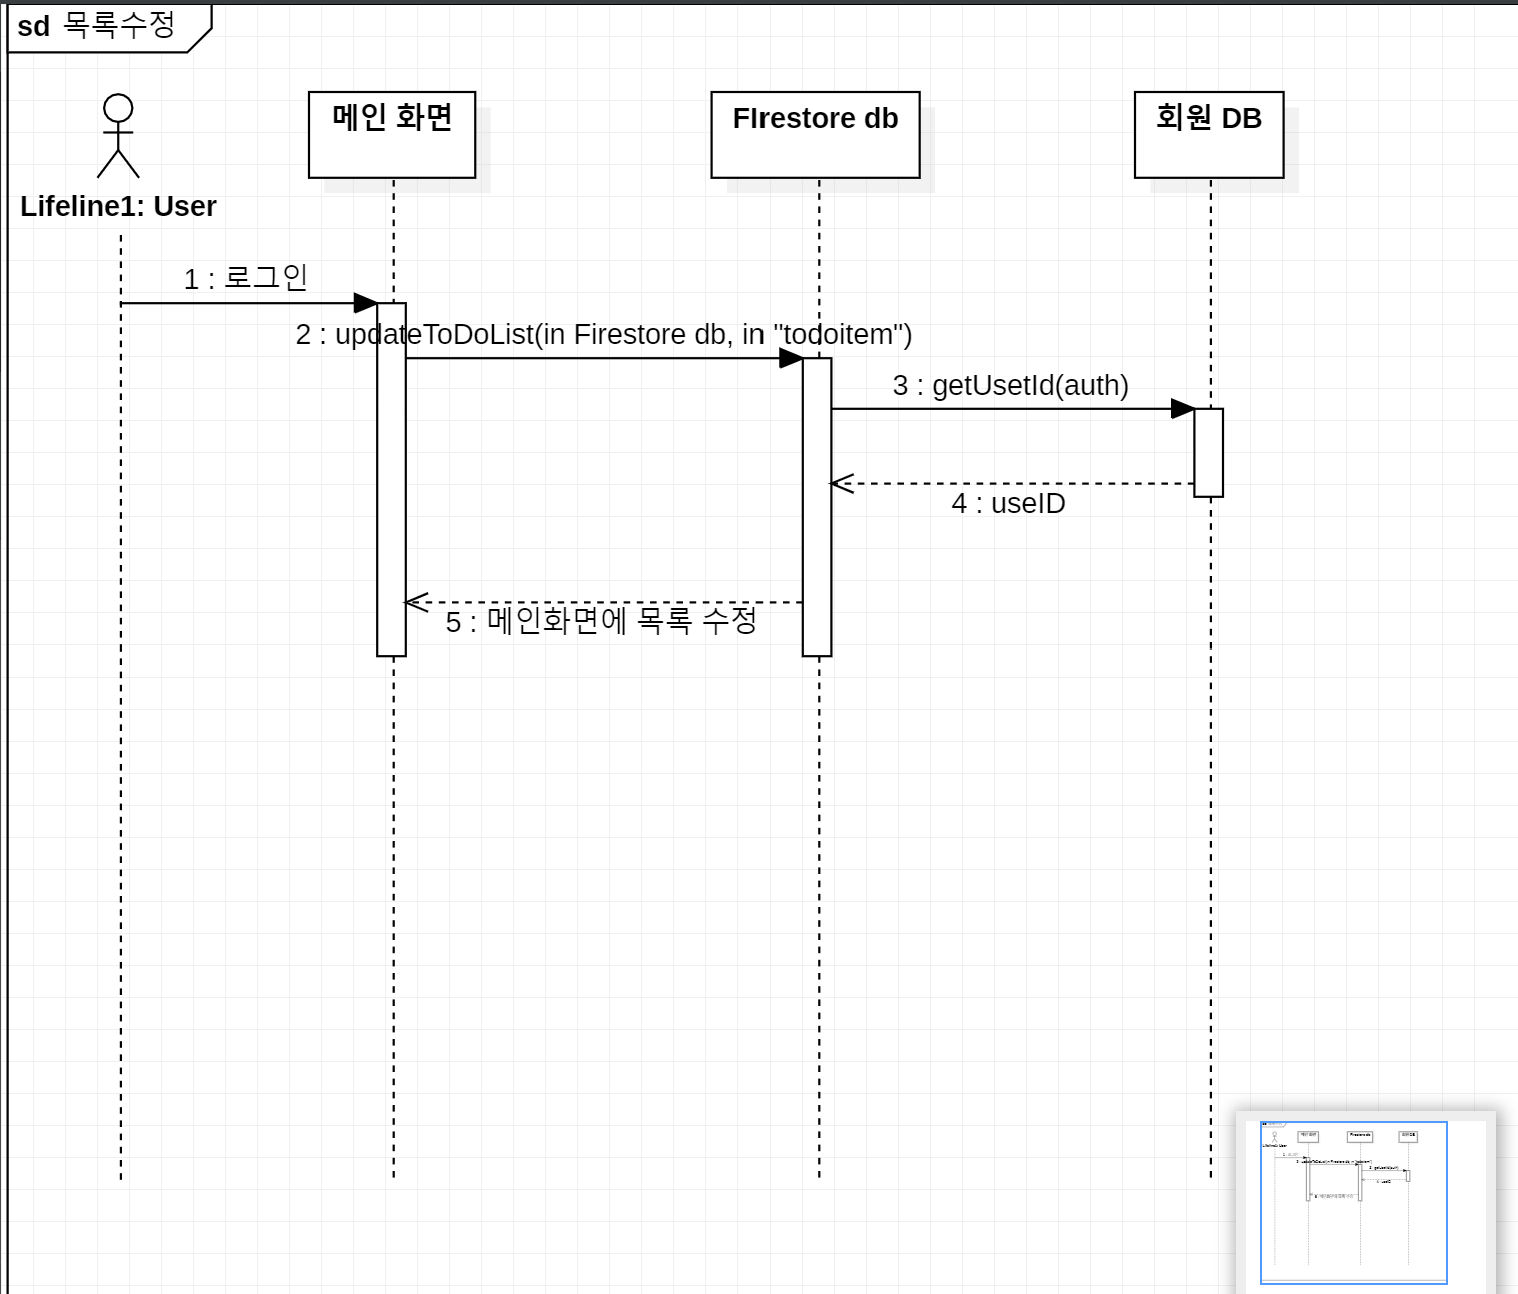 sd 목록수정
메인 화면
FIrestore db
회원 DB
Lifeline1: User
1 : 로그인
2 : updateToDoList(in Firestore db, in "todoitem")
3 : getUsetId(auth)
4 : useID
5 : 메인화면에 목록 수정